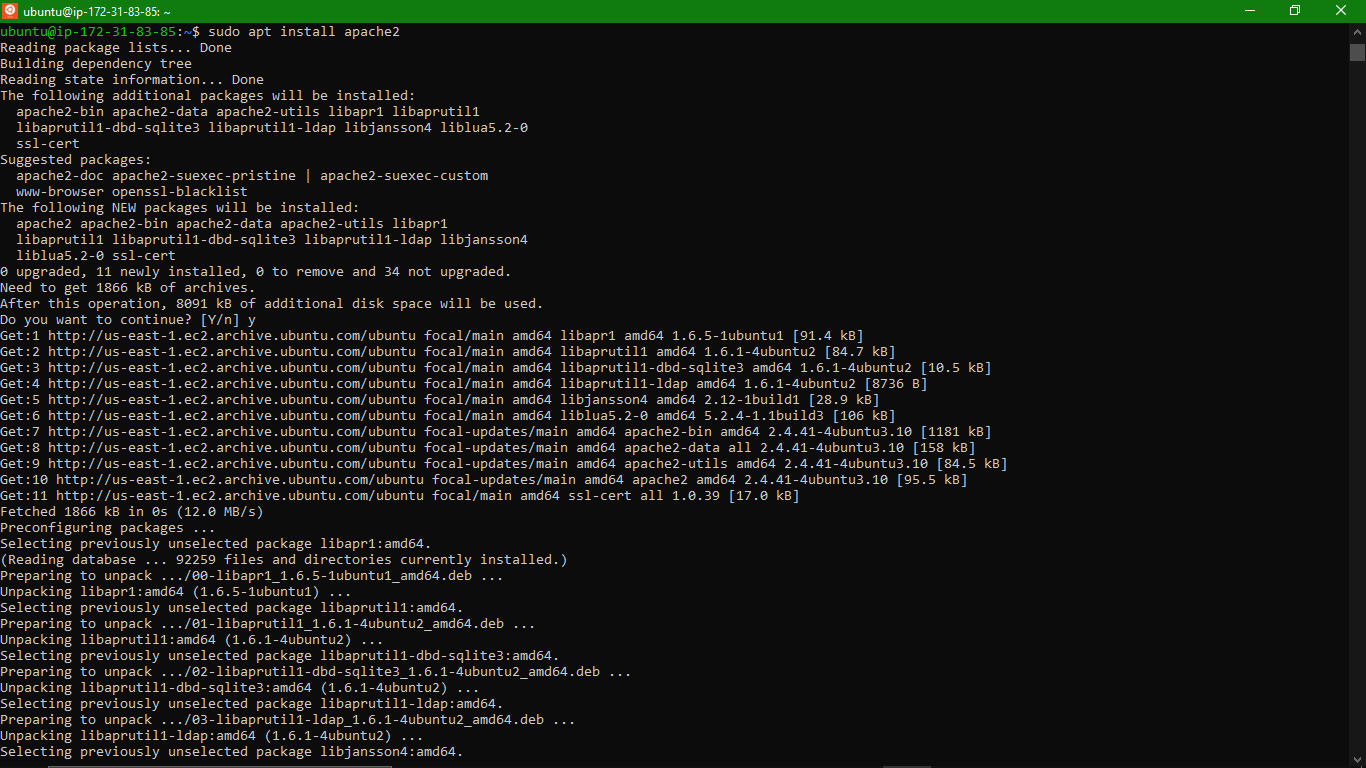 ubuntu@ip-172-31-83-85: ~
ubuntu@ip-172-31-83-85:~$ sudo apt install apache2
Reading package lists... Done
Building dependency tree
Reading state information... Done
The following additional packages will be installed:
  apache2-bin apache2-data apache2-utils libapr1 libaprutil1
  libaprutil1-dbd-sqlite3 libaprutil1-ldap libjansson4 liblua5.2-0
  ssl-cert
Suggested packages:
  apache2-doc apache2-suexec-pristine | apache2-suexec-custom
  www-browser openssl-blacklist
The following NEW packages will be installed:
  apache2 apache2-bin apache2-data apache2-utils libapr1
  libaprutil1 libaprutil1-dbd-sqlite3 libaprutil1-ldap libjansson4
  liblua5.2-0 ssl-cert
0 upgraded, 11 newly installed, 0 to remove and 34 not upgraded.
Need to get 1866 kB of archives.
After this operation, 8091 kB of additional disk space will be used.
Do you want to continue? [Y/n] y
Get:1 http://us-east-1.ec2.archive.ubuntu.com/ubuntu focal/main amd64 libapr1 amd64 1.6.5-1ubuntu1 [91.4 kB]
Get:2 http://us-east-1.ec2.archive.ubuntu.com/ubuntu focal/main amd64 libaprutil1 amd64 1.6.1-4ubuntu2 [84.7 kB]
Get:3 http://us-east-1.ec2.archive.ubuntu.com/ubuntu focal/main amd64 libaprutil1-dbd-sqlite3 amd64 1.6.1-4ubuntu2 [10.5 kB]
Get:4 http://us-east-1.ec2.archive.ubuntu.com/ubuntu focal/main amd64 libaprutil1-ldap amd64 1.6.1-4ubuntu2 [8736 B]
Get:5 http://us-east-1.ec2.archive.ubuntu.com/ubuntu focal/main amd64 libjansson4 amd64 2.12-1build1 [28.9 kB]
Get:6 http://us-east-1.ec2.archive.ubuntu.com/ubuntu focal/main amd64 liblua5.2-0 amd64 5.2.4-1.1build3 [106 kB]
Get:7 http://us-east-1.ec2.archive.ubuntu.com/ubuntu focal-updates/main amd64 apache2-bin amd64 2.4.41-4ubuntu3.10 [1181 kB]
Get:8 http://us-east-1.ec2.archive.ubuntu.com/ubuntu focal-updates/main amd64 apache2-data all 2.4.41-4ubuntu3.10 [158 kB]
Get:9 http://us-east-1.ec2.archive.ubuntu.com/ubuntu focal-updates/main amd64 apache2-utils amd64 2.4.41-4ubuntu3.10 [84.5 kB]
Get:10 http://us-east-1.ec2.archive.ubuntu.com/ubuntu focal-updates/main amd64 apache2 amd64 2.4.41-4ubuntu3.10 [95.5 kB]
Get:11 http://us-east-1.ec2.archive.ubuntu.com/ubuntu focal/main amd64 ssl-cert all 1.0.39 [17.0 kB]
Fetched 1866 kB in 0s (12.0 MB/s)
Preconfiguring packages ...
Selecting previously unselected package libapr1:amd64.
(Reading database ... 92259 files and directories currently installed.)
Preparing to unpack .../00-libapr1_1.6.5-1ubuntu1_amd64.deb ...
Unpacking libapr1:amd64 (1.6.5-1ubuntu1) ...
Selecting previously unselected package libaprutil1:amd64.
Preparing to unpack .../01-libaprutil1_1.6.1-4ubuntu2_amd64.deb ...
Unpacking libaprutil1:amd64 (1.6.1-4ubuntu2) ...
Selecting previously unselected package libaprutil1-dbd-sqlite3:amd64.
Preparing to unpack .../02-libaprutil1-dbd-sqlite3_1.6.1-4ubuntu2_amd64.deb ...
Unpacking libaprutil1-dbd-sqlite3:amd64 (1.6.1-4ubuntu2) ...
Selecting previously unselected package libaprutil1-ldap:amd64.
Preparing to unpack .../03-libaprutil1-ldap_1.6.1-4ubuntu2_amd64.deb ...
Unpacking libaprutil1-ldap:amd64 (1.6.1-4ubuntu2) ...
Selecting previously unselected package libjansson4:amd64.